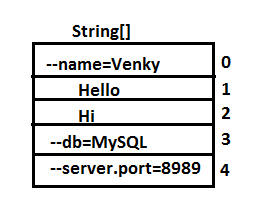 String[]
--name=Venky 0
Hello 1
Hi 2
--db=MySQL 3
--server.port=8989 4